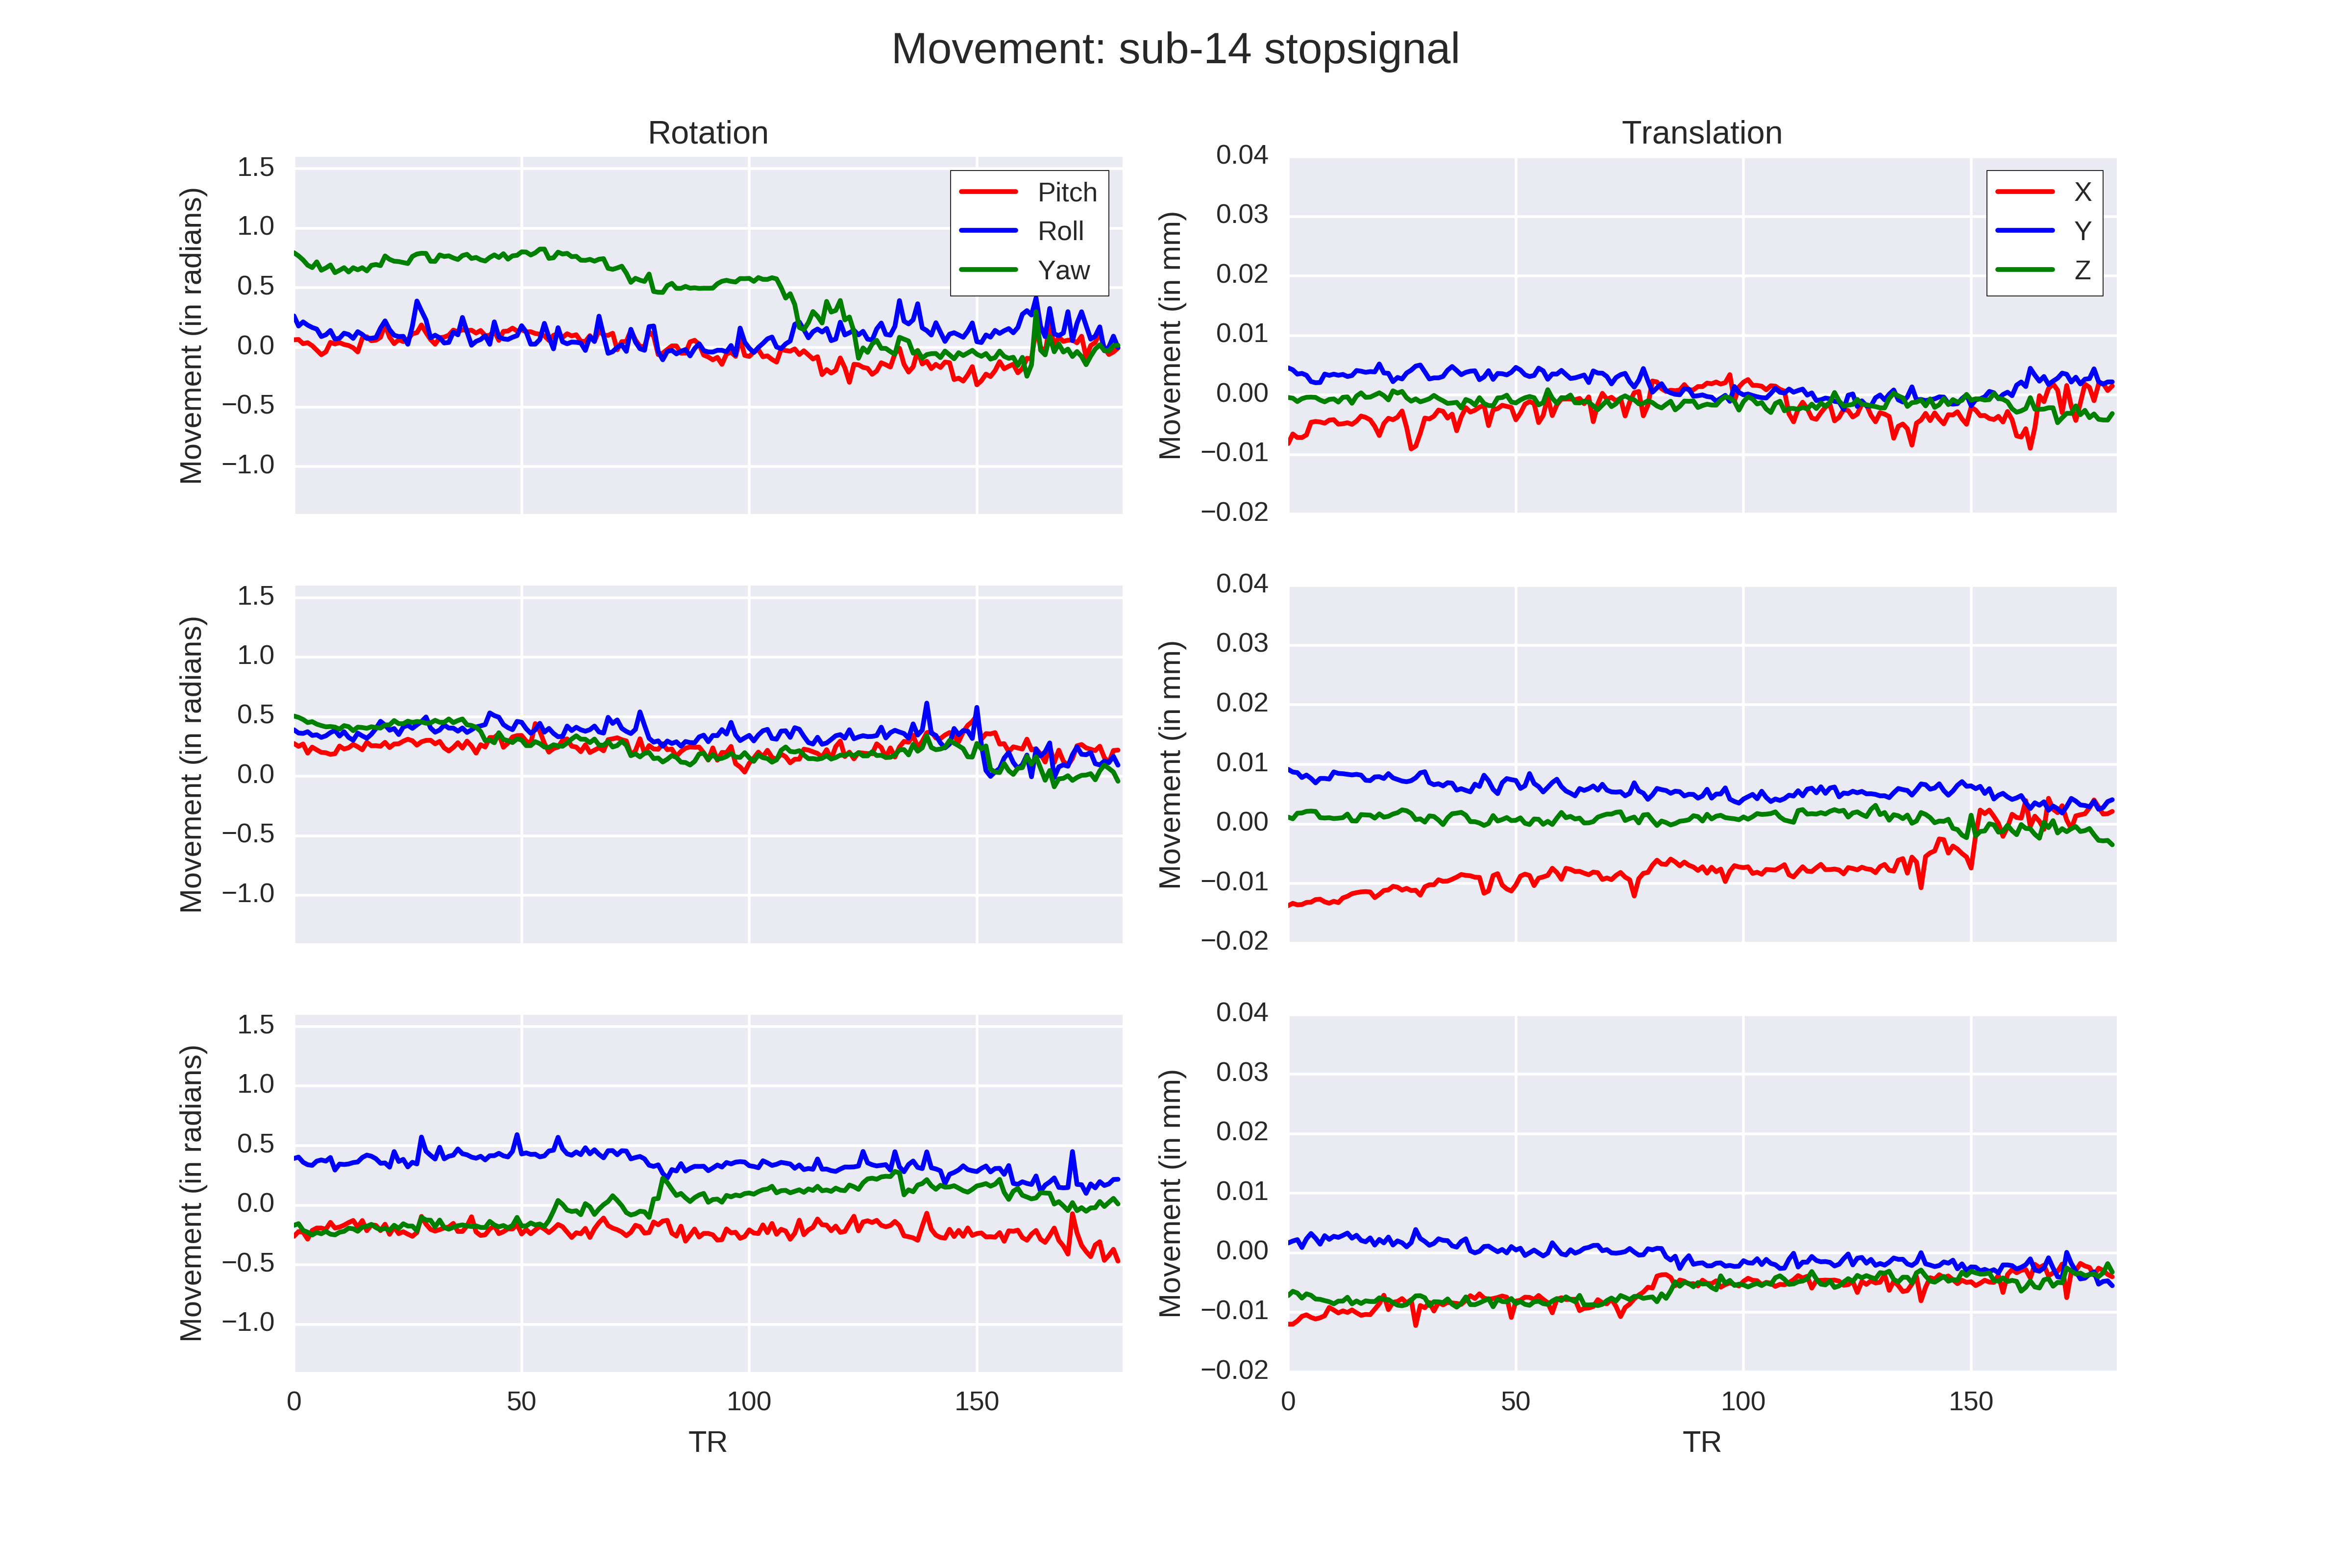 Movement: sub-14 stopsignal
Rotation
Translation
Movement (in radians)
1.5
1.0
0.5
0.0
−0.5
−1.0
Pitch
Roll
Yaw
Movement (in mm)
0.04
0.03
0.02
0.01
0.00
−0.01
−0.02
X
Y
Z
Movement (in radians)
1.5
1.0
0.5
0.0
−0.5
−1.0
Movement (in mm)
0.04
0.03
0.02
0.01
0.00
−0.01
−0.02
Movement (in radians)
1.5
1.0
0.5
0.0
−0.5
−1.0
0 50 100 150
TR
Movement (in mm)
0.04
0.03
0.02
0.01
0.00
−0.01
−0.02
0 50 100 150
TR